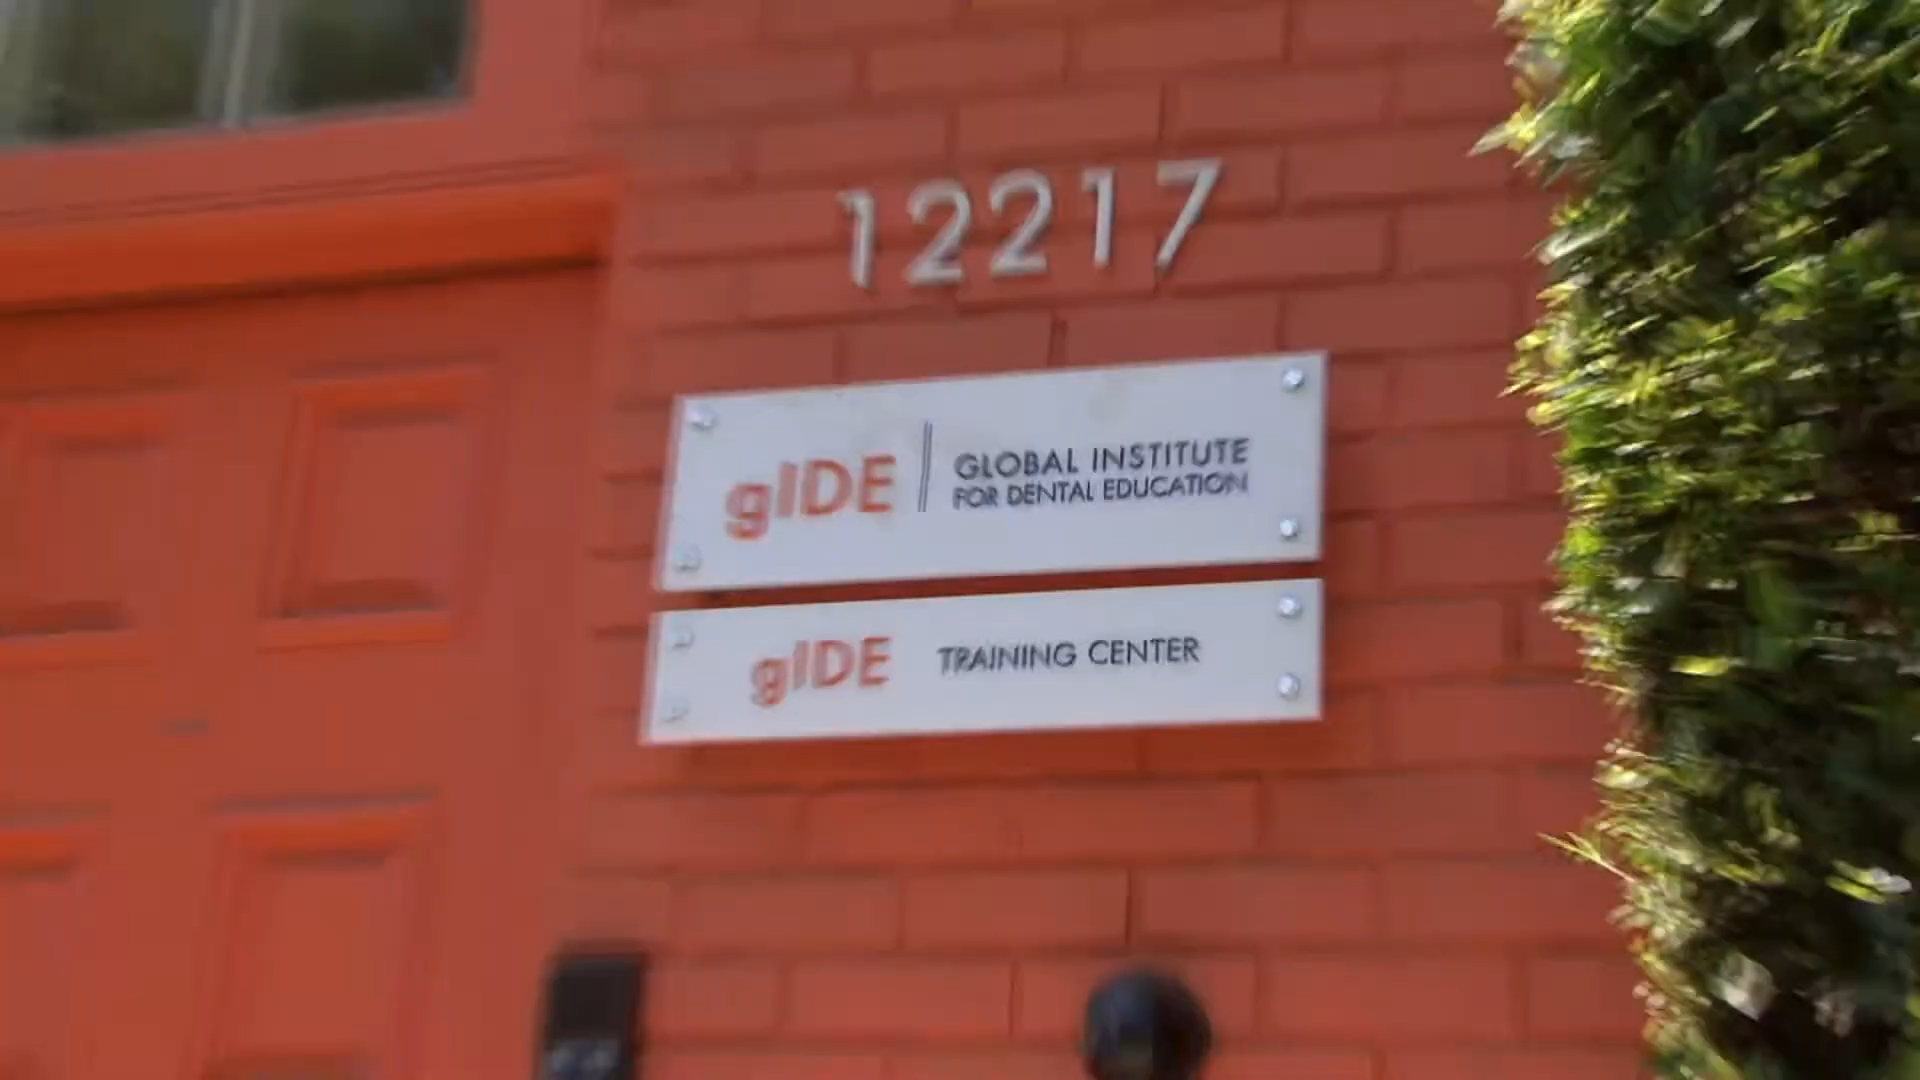 12217
gIDE GLOBAL INSTITUTE
FOR DENTAL EDUCATION
gIDE TRAINING CENTER